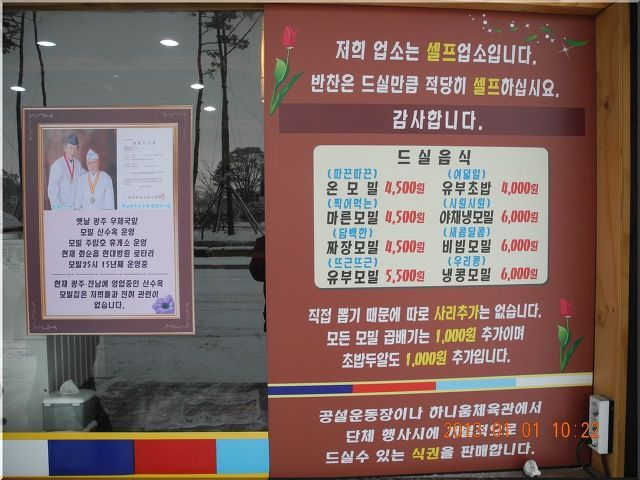 저희 업소는 셀프업소입니다.
반찬은 드실만큼 적당히 셀프하십시요.
감사합니다.
드실음식
(따끈따끈)
온모밀 4,500원
(찍어먹는)
마른모밀 4,500원
(담백한)
짜장모밀 4,500원
(뜨끈뜨근)
유부모밀 5,500원
(여덟알)
유부초밥 4,000원
(시원시원)
야채냉모밀 6,000원
(새콤달콤)
비빔모밀 6,000원
(우리콩)
냉콩모밀 6,000원
직접 뽑기 때문에 따로 사리추가는 없습니다.
모든 모밀 곱배기는 1,000원 추가이며
초밥두알도 1,000원 추가입니다.
공설운동장이나 하니움체육관에서
단체 행사시에 개별적으로
드실수 있는 식권을 판매합니다.
옛날 광주 우체국앞
모밀 산수옥 운영
모밀 주암호 휴게소 운영
현재 화순읍 현대병원 로타리
모밀25시 15년째 운영중
현재 광주·전남에 영업중인 산수옥
모밀집은 저희들과 전혀 관련이
없습니다.
01 10:22